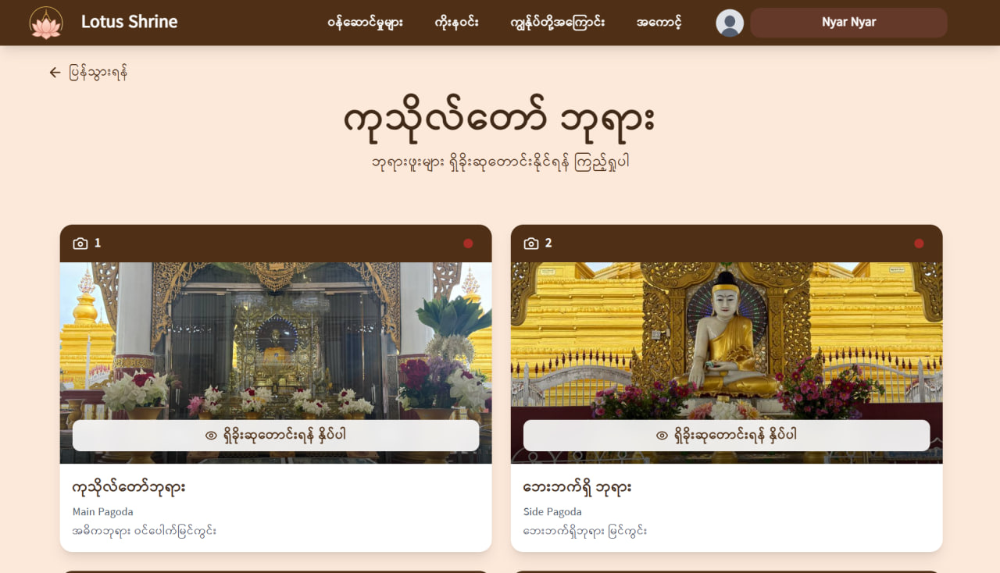 Lotus Shrine
ဝန်ဆောင်မှုများ
ကိုးနဝင်း
ကျွန်ုပ်တို့အကြောင်း
အကောင့်
Nyar Nyar
ပြန်သွားရန်
ကုသိုလ်တော် ဘုရား
ဘုရားဖူးများ ရှိခိုးဆုတောင်းနိုင်ရန် ကြည့်ရှုပါ
1
ရှိခိုးဆုတောင်းရန် နှိပ်ပါ
ကုသိုလ်တော်ဘုရား
Main Pagoda
အဓိကဘုရား ဝင်ပေါက်မြင်ကွင်း
2
ရှိခိုးဆုတောင်းရန် နှိပ်ပါ
ဘေးဘက်ရှိ ဘုရား
Side Pagoda
ဘေးဘက်ရှိဘုရား မြင်ကွင်း